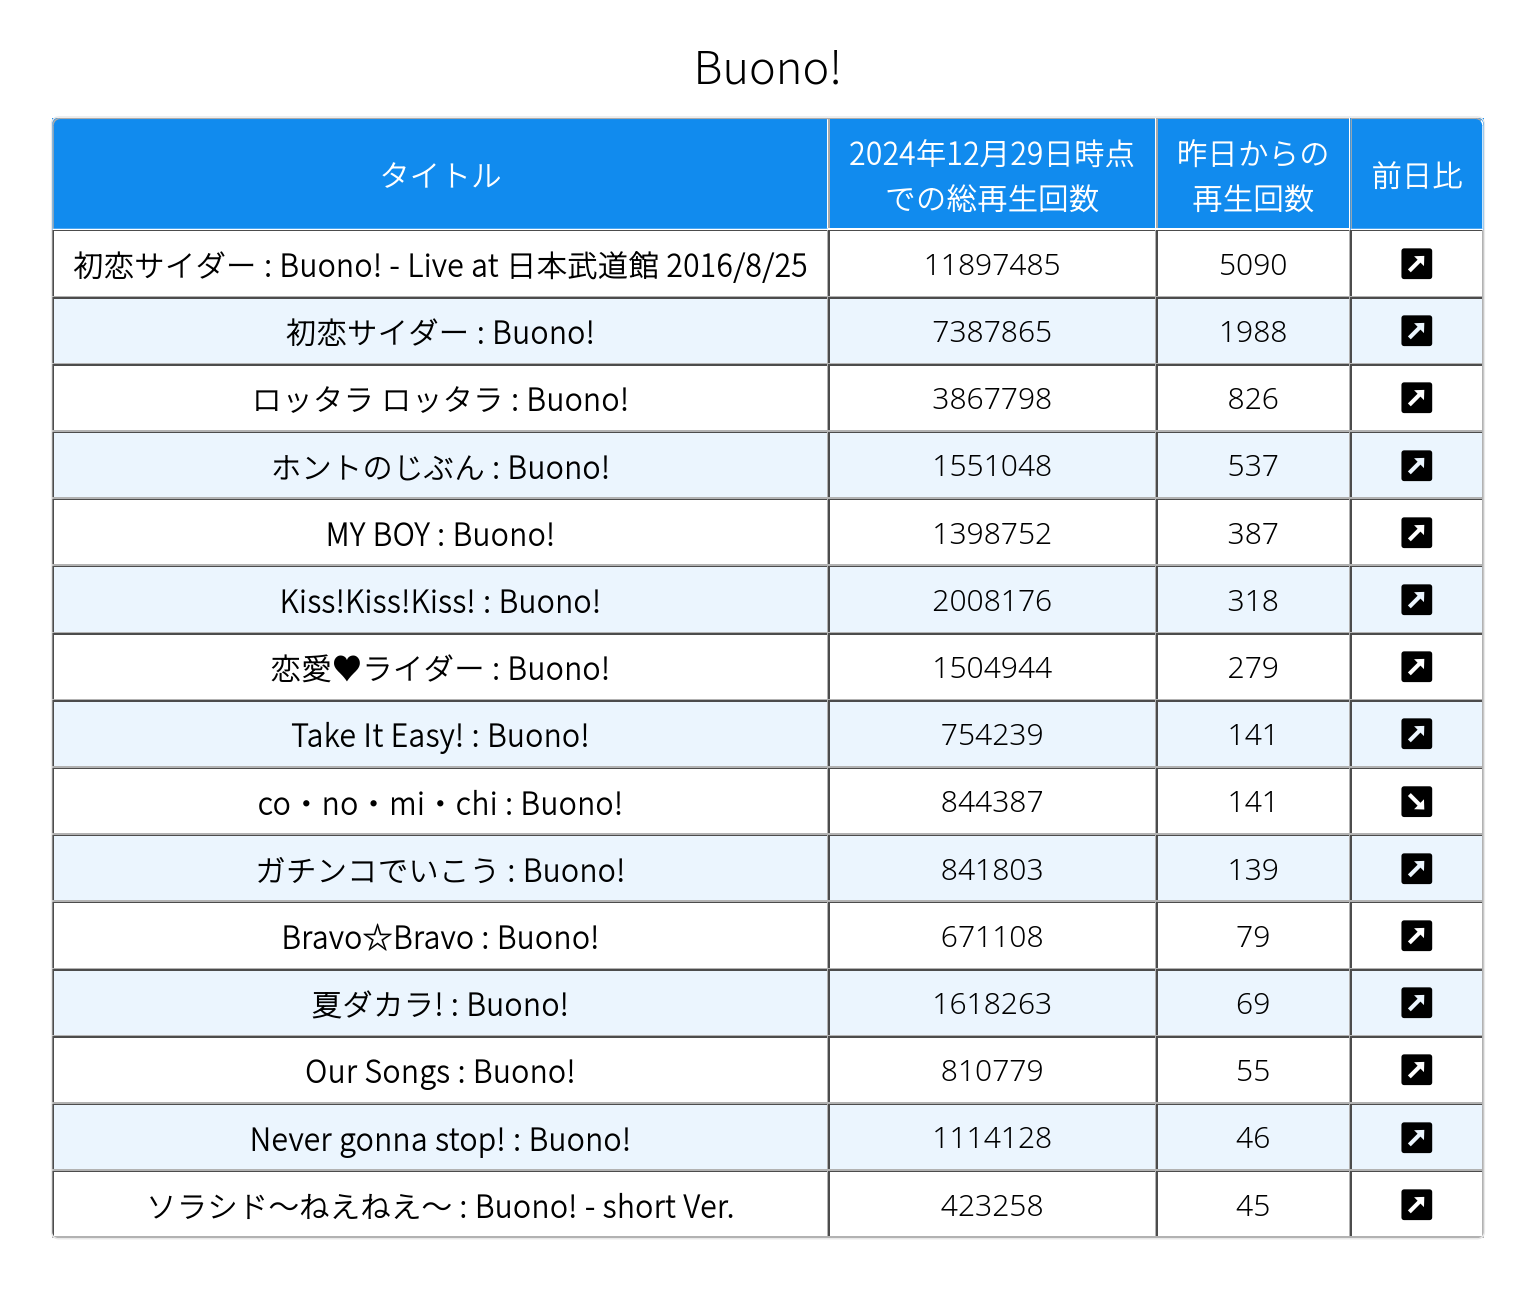 Buono!
タイトル 2024年12月29日時点 昨日からの 前日比
での総再生回数 再生回数
初恋サイダー : Buono! - Live at 日本武道館 2016/8/25 11897485 5090 ↗
初恋サイダー : Buono! 7387865 1988 ↗
ロッタラ ロッタラ : Buono! 3867798 826 ↗
ホントのじぶん : Buono! 1551048 537 ↗
MY BOY : Buono! 1398752 387 ↗
Kiss!Kiss!Kiss! : Buono! 2008176 318 ↗
恋愛♥ライダー : Buono! 1504944 279 ↗
Take It Easy! : Buono! 754239 141 ↗
co・no・mi・chi : Buono! 844387 141 ↘
ガチンコでいこう : Buono! 841803 139 ↗
Bravo☆Bravo : Buono! 671108 79 ↗
夏ダカラ! : Buono! 1618263 69 ↗
Our Songs : Buono! 810779 55 ↗
Never gonna stop! : Buono! 1114128 46 ↗
ソラシド〜ねえねえ〜 : Buono! - short Ver. 423258 45 ↗